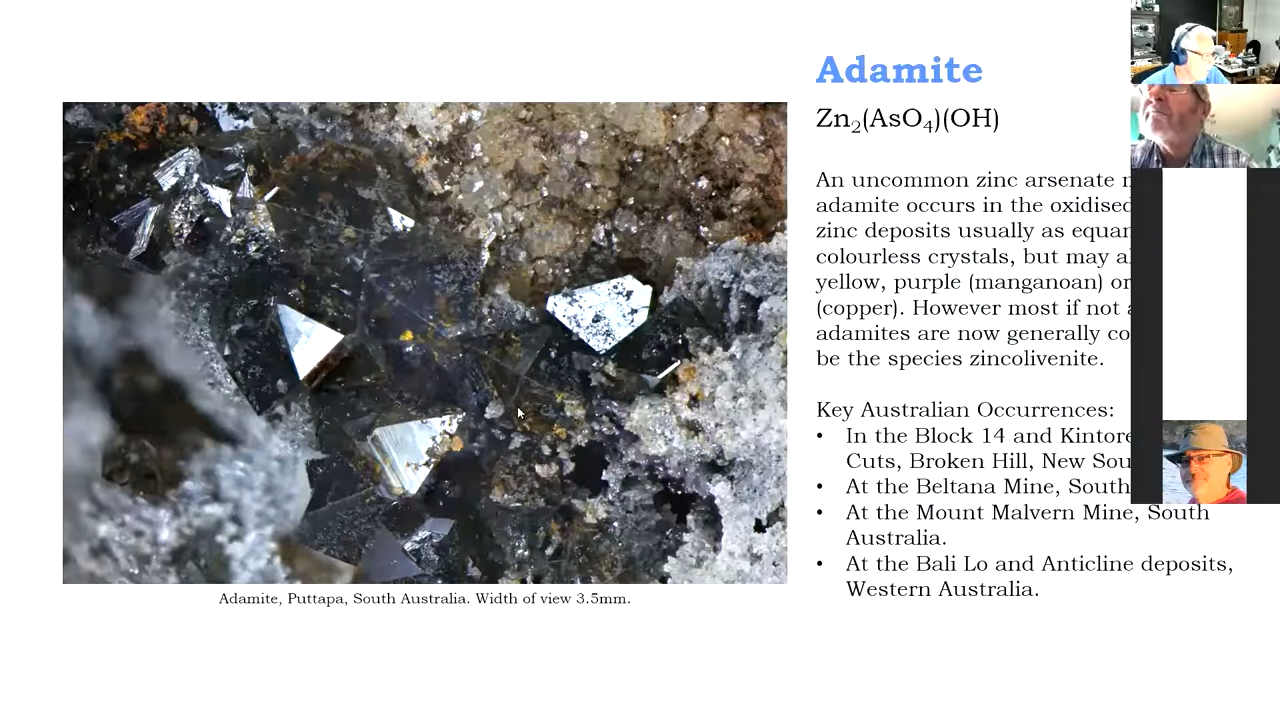 Adamite
Zn₂(AsO₄)(OH)
An uncommon zinc arsenate
adamite occurs in the oxidised
zinc deposits usually as
colourless crystals, but may
yellow, purple (manganoan) or
(copper). However most if not
adamites are now generally
be the species zincolivenite.
Key Australian Occurrences:
• In the Block 14 and Kintore
Cuts, Broken Hill, New
• At the Beltana Mine, South
• At the Mount Malvern Mine, South
Australia.
• At the Bali Lo and Anticline deposits,
Western Australia.
Adamite, Puttapa, South Australia. Width of view 3.5mm.